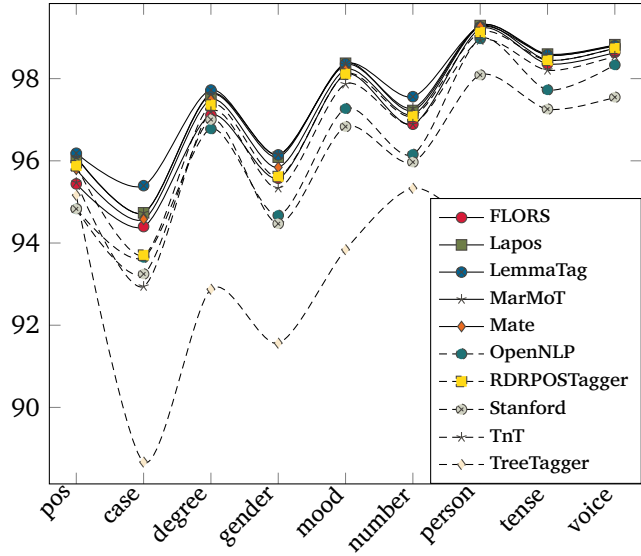 98
96
94
92
90
FLORS
Lapos
LemmaTag
MarMoT
Mate
OpenNLP
RDRPOSTagger
Stanford
TnT
TreeTagger
pos
case
degree
gender
mood
number
person
tense
voice